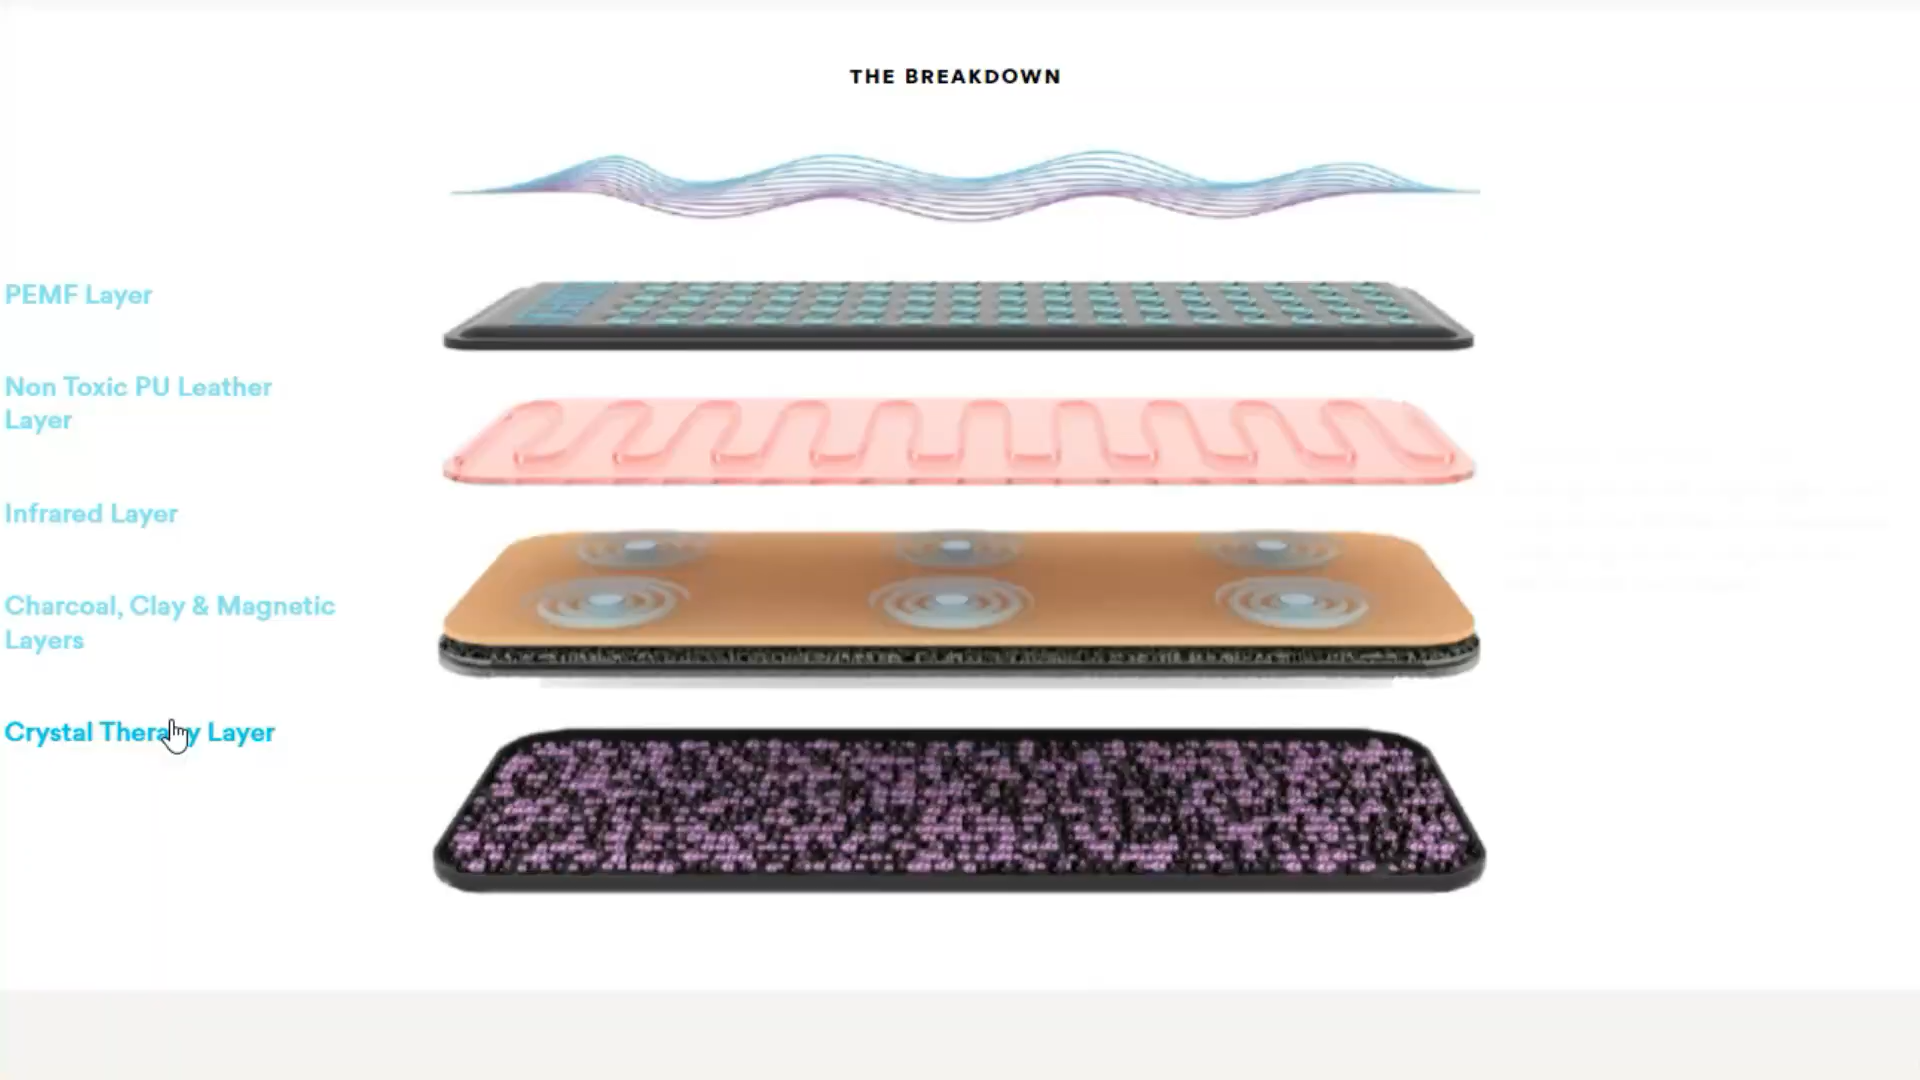 THE BREAKDOWN
PEMF Layer
Non Toxic PU Leather
Layer
Infrared Layer
Charcoal, Clay & Magnetic
Layers
Crystal Therapy Layer